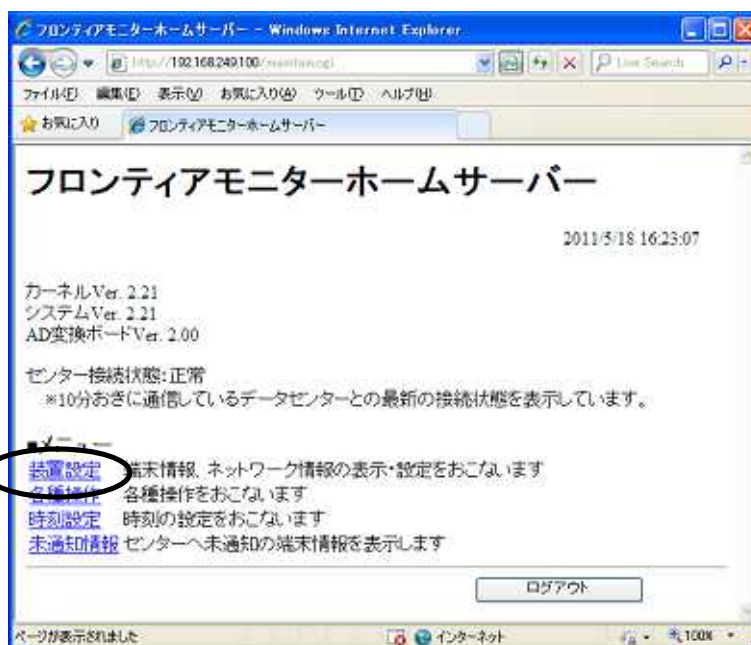 フロンティアモニターホームサーバー - Windows Internet Explorer
http://192.168.249.100/maintain.cgi
Live Search
ファイル(F) 編集(E) 表示(V) お気に入り(A) ツール(T) ヘルプ(H)
お気に入り フロンティアモニターホームサーバー
フロンティアモニターホームサーバー
2011/5/18 16:23:07
カーネルVer. 2.21
システムVer. 2.21
AD変換ボードVer. 2.00
センター接続状態:正常
※10分おきに通信しているデータセンターとの最新の接続状態を表示しています。
■メニュー
装置設定 端末情報、ネットワーク情報の表示・設定をおこないます
各種操作 各種操作をおこないます
時刻設定 時刻の設定をおこないます
未通知情報 センターへ未通知の端末情報を表示します
ログアウト
ページが表示されました インターネット 100%